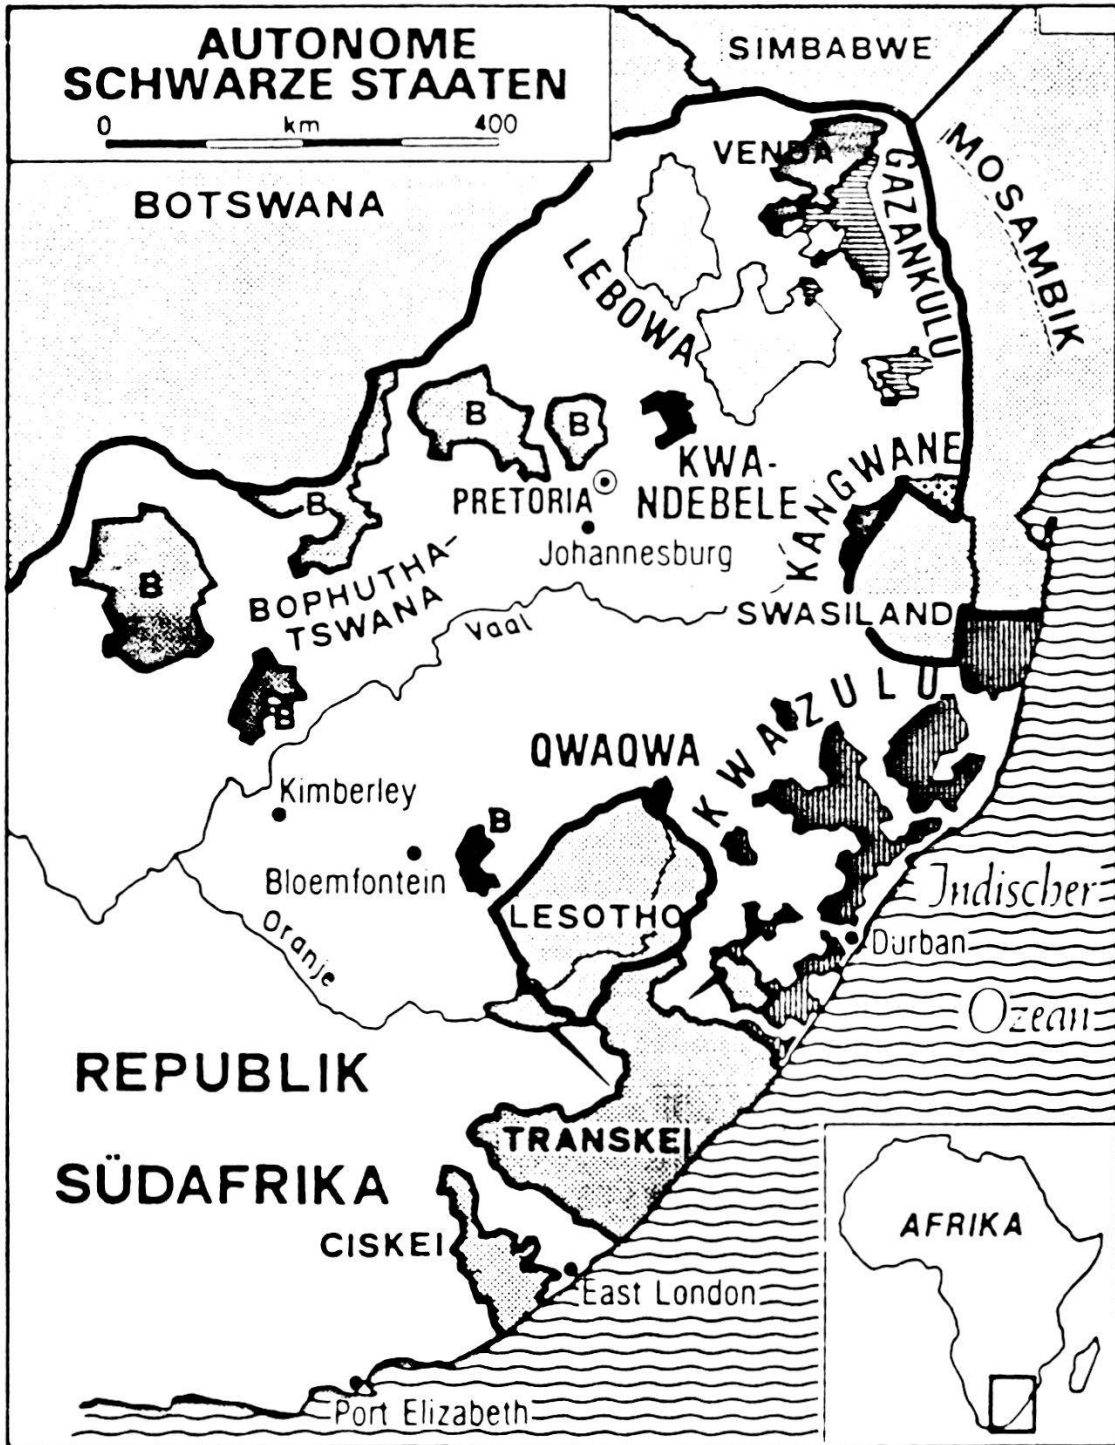 AUTONOME
SCHWARZE STAATEN
0 km 400
SIMBABWE
BOTSWANA
VENDA
GAZANKULU
MOSAMBIK
LEBOWA
B
B
KWA-
NDEBELE
KANGWANE
PRETORIA
Johannesburg
B
B
BOPHUTHA-
TSWANA
Vaal
SWASILAND
B
KWAZULU
QWAQWA
Kimberley
B
Bloemfontein
LESOTHO
Oranje
Durban
Indischer
Ozean
REPUBLIK
SÜDAFRIKA
TRANSKEI
CISKEI
East London
Port Elizabeth
AFRIKA